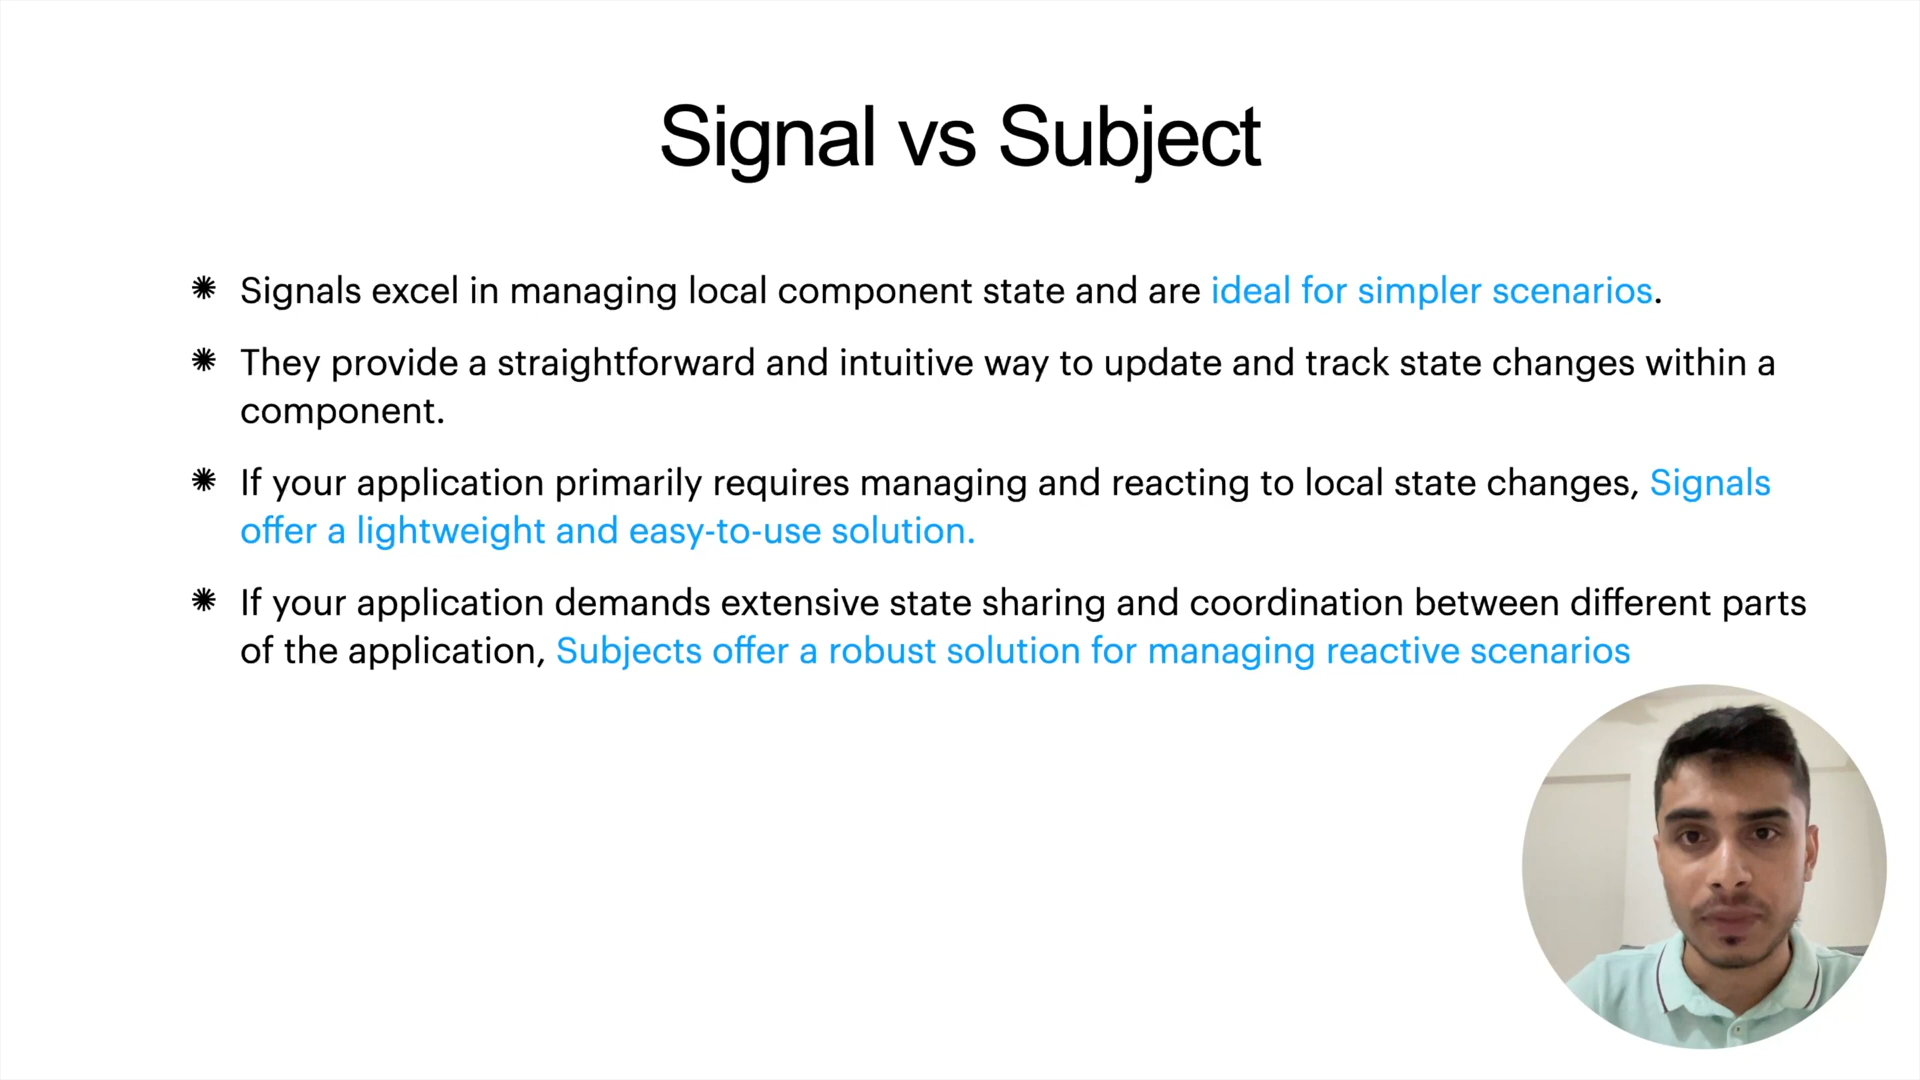 Signal vs Subject
Signals excel in managing local component state and are ideal for simpler scenarios.
They provide a straightforward and intuitive way to update and track state changes within a
component.
If your application primarily requires managing and reacting to local state changes, Signals
offer a lightweight and easy-to-use solution.
If your application demands extensive state sharing and coordination between different parts
of the application, Subjects offer a robust solution for managing reactive scenarios